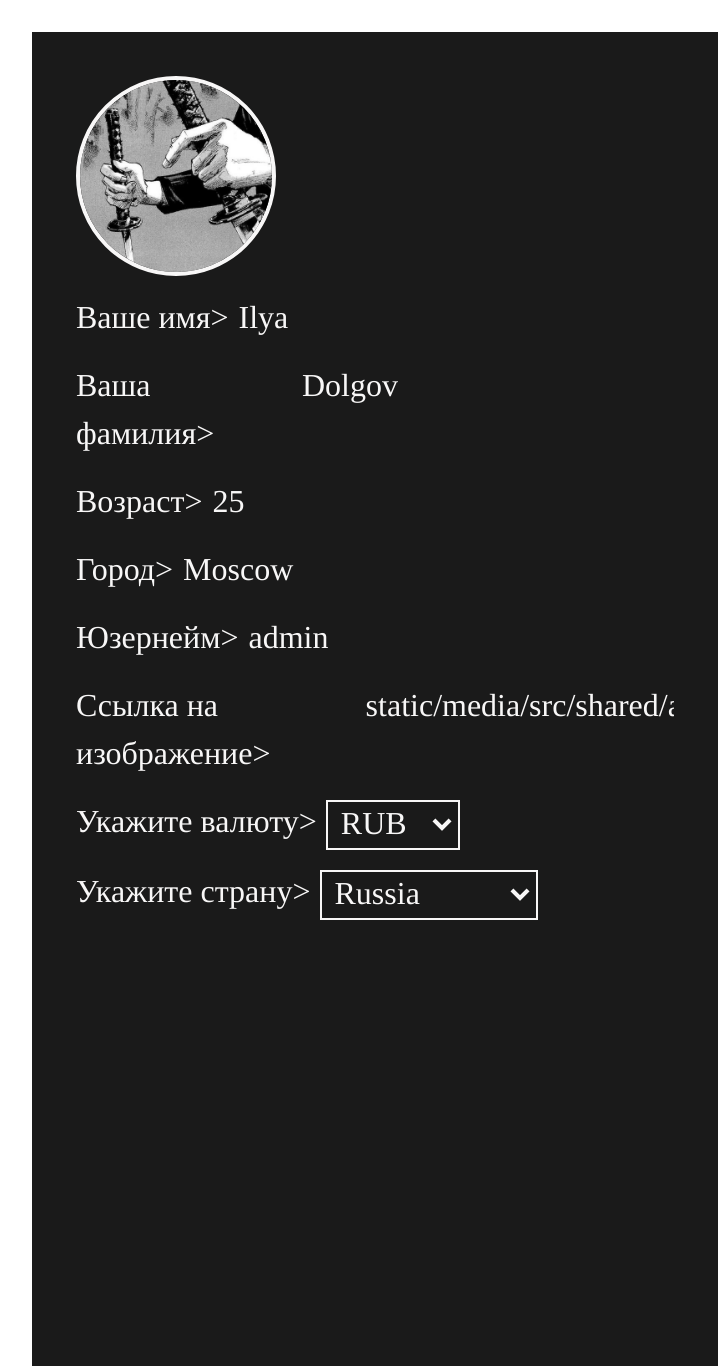 Ваше имя> Ilya
Ваша Dolgov
фамилия>
Возраст> 25
Город> Moscow
Юзернейм> admin
Ссылка на static/media/src/shared/a
изображение>
Укажите валюту> RUB
Укажите страну> Russia